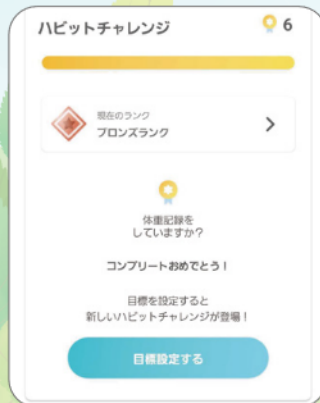 ハビットチャレンジ 6
現在のランク
ブロンズランク
体重記録を
していますか？
コンプリートおめでとう！
目標を設定すると
新しいハビットチャレンジが登場！
目標設定する